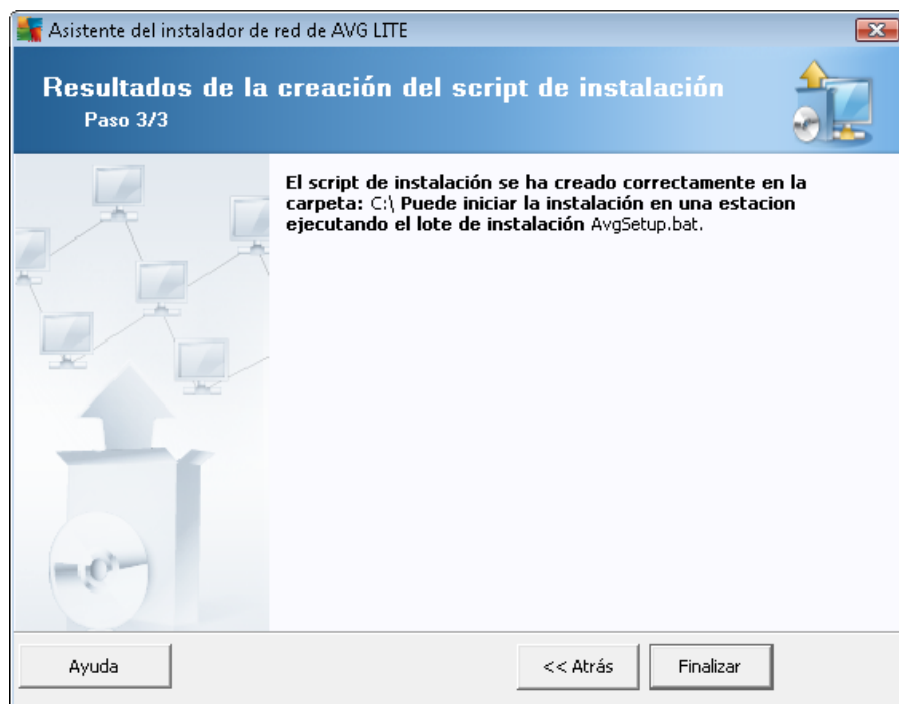 Asistente del instalador de red de AVG LITE
Resultados de la creación del script de instalación
Paso 3/3
El script de instalación se ha creado correctamente en la
carpeta: C:\ Puede iniciar la instalación en una estacion
ejecutando el lote de instalación AvgSetup.bat.
Ayuda
<< Atrás
Finalizar